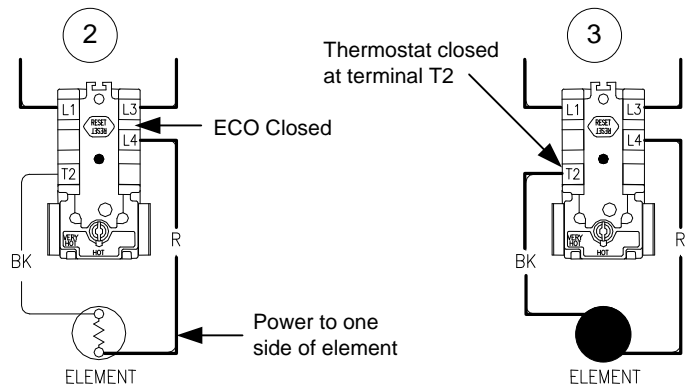 2
L1
L3
RESET
RESET
L4
T2
VERY
HOT
HOT
BK
R
ELEMENT
ECO Closed
Power to one
side of element
Thermostat closed
at terminal T2
3
L1
L3
RESET
RESET
L4
T2
VERY
HOT
HOT
BK
R
ELEMENT